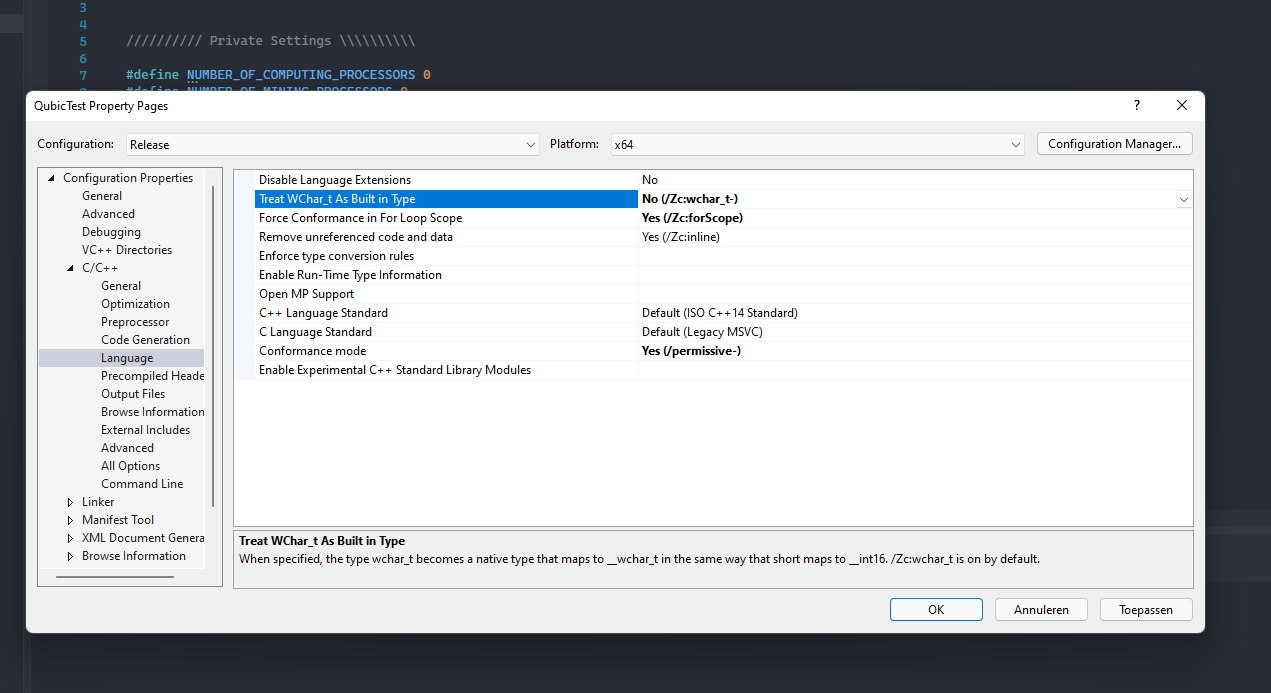 3
4
5 ////////// Private Settings \\\\\\\\\\
6
7 #define NUMBER_OF_COMPUTING_PROCESSORS 0
8 #define NUMBER_OF_MINING_PROCESSORS 0
QubicTest Property Pages ?
Configuration: Release Platform: x64 Configuration Manager...
Configuration Properties
General
Advanced
Debugging
VC++ Directories
C/C++
General
Optimization
Preprocessor
Code Generation
Language
Precompiled Heade
Output Files
Browse Information
External Includes
Advanced
All Options
Command Line
Linker
Manifest Tool
XML Document Genera
Browse Information
Disable Language Extensions No
Treat WChar_t As Built in Type No (/Zc:wchar_t-)
Force Conformance in For Loop Scope Yes (/Zc:forScope)
Remove unreferenced code and data Yes (/Zc:inline)
Enforce type conversion rules
Enable Run-Time Type Information
Open MP Support
C++ Language Standard Default (ISO C++14 Standard)
C Language Standard Default (Legacy MSVC)
Conformance mode Yes (/permissive-)
Enable Experimental C++ Standard Library Modules
Treat WChar_t As Built in Type
When specified, the type wchar_t becomes a native type that maps to __wchar_t in the same way that short maps to __int16. /Zc:wchar_t is on by default.
OK Annuleren Toepassen